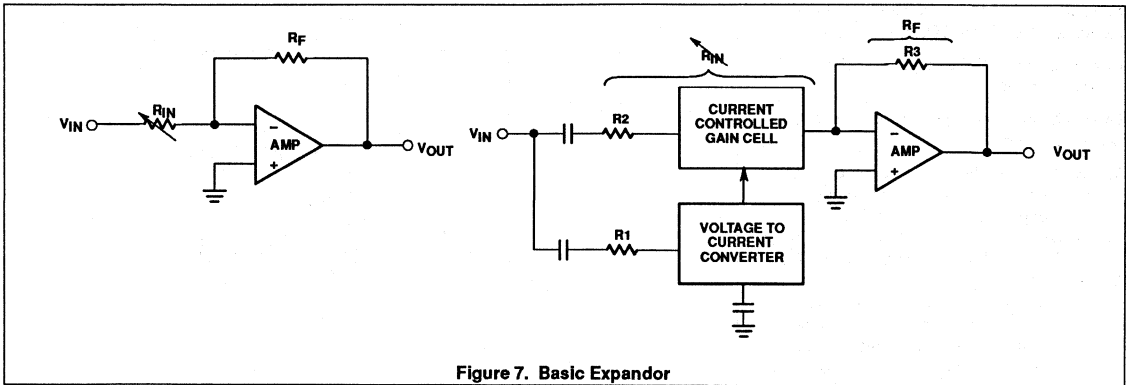 RF
VIN
RIN
−
AMP
+
VOUT
RIN
VIN
R2
CURRENT
CONTROLLED
GAIN CELL
R1
VOLTAGE TO
CURRENT
CONVERTER
RF
R3
−
AMP
+
VOUT
Figure 7. Basic Expandor